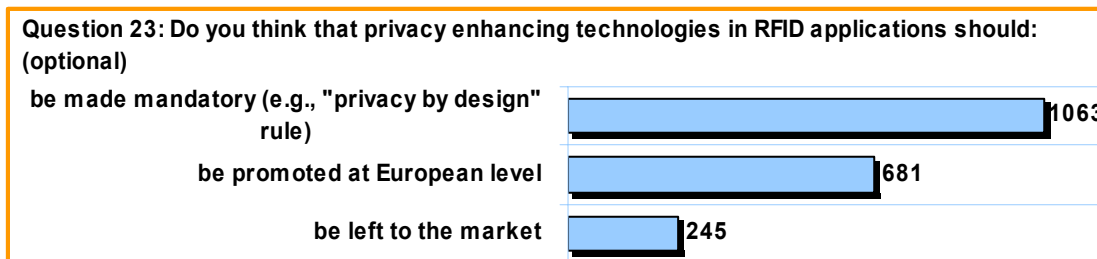 Question 23: Do you think that privacy enhancing technologies in RFID applications should:
(optional)
be made mandatory (e.g., "privacy by design"
rule)
1063
be promoted at European level
681
be left to the market
245